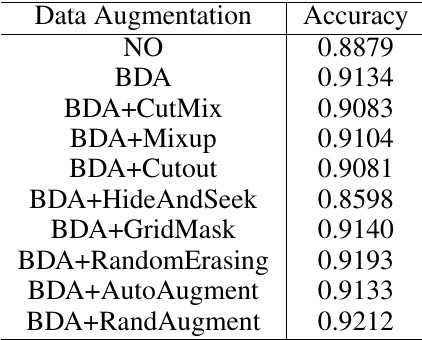 Data Augmentation Accuracy
NO 0.8879
BDA 0.9134
BDA+CutMix 0.9083
BDA+Mixup 0.9104
BDA+Cutout 0.9081
BDA+HideAndSeek 0.8598
BDA+GridMask 0.9140
BDA+RandomErasing 0.9193
BDA+AutoAugment 0.9133
BDA+RandAugment 0.9212